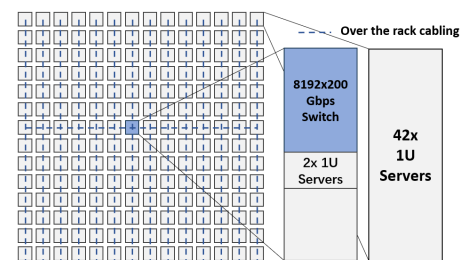 Over the rack cabling
8192x200
Gbps
Switch
2x 1U
Servers
42x
1U
Servers